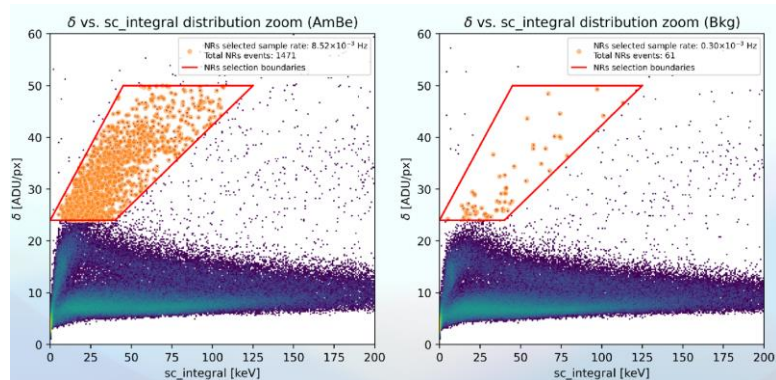 δ vs. sc_integral distribution zoom (AmBe)
NRs selected sample rate: 8.52×10⁻³ Hz
Total NRs events: 1471
NRs selection boundaries
60
50
40
30
20
10
0
δ [ADU/px]
0 25 50 75 100 125 150 175 200
sc_integral [keV]
δ vs. sc_integral distribution zoom (Bkg)
NRs selected sample rate: 0.30×10⁻³ Hz
Total NRs events: 61
NRs selection boundaries
60
50
40
30
20
10
0
δ [ADU/px]
0 25 50 75 100 125 150 175 200
sc_integral [keV]